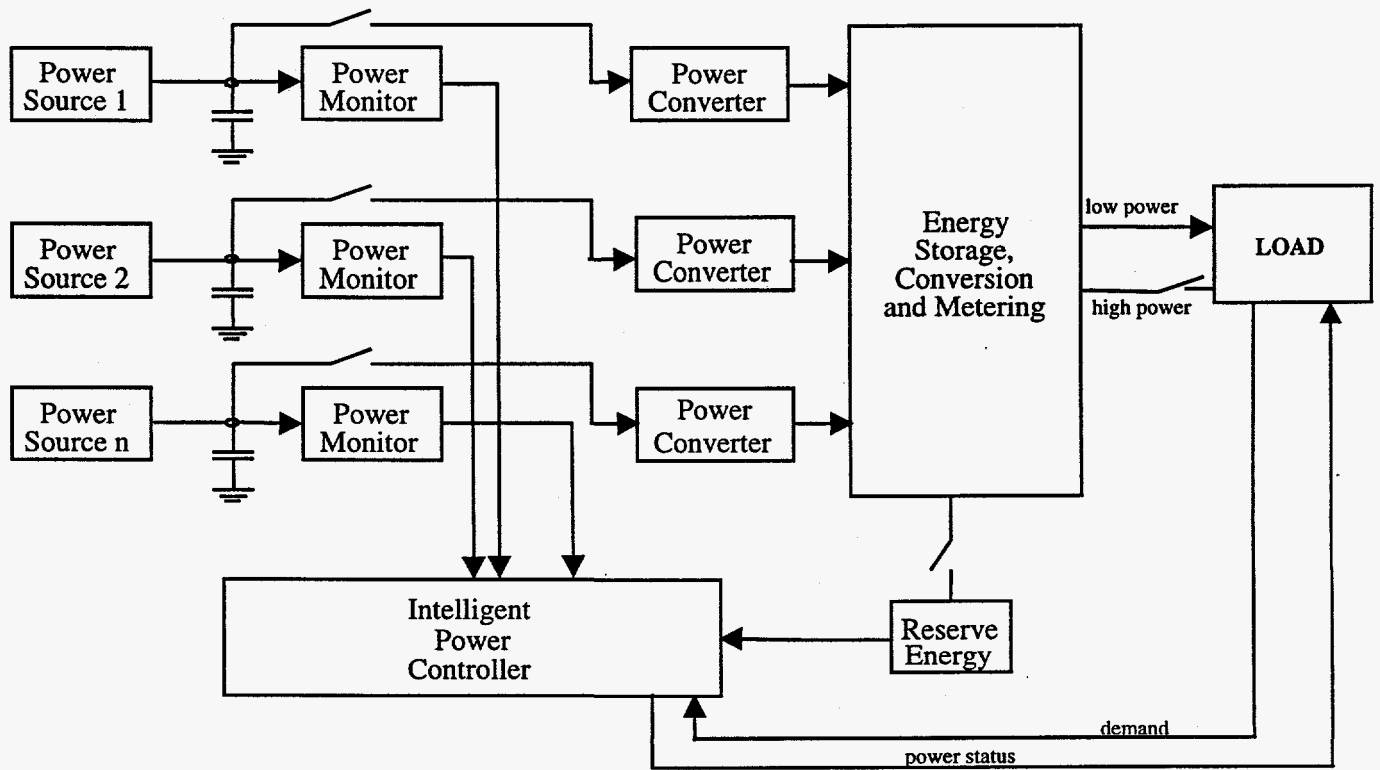 Power
Source 1
Power
Monitor
Power
Converter
Power
Source 2
Power
Monitor
Power
Converter
Power
Source n
Power
Monitor
Power
Converter
Energy
Storage,
Conversion
and Metering
low power
high power
LOAD
Intelligent
Power
Controller
Reserve
Energy
demand
power status